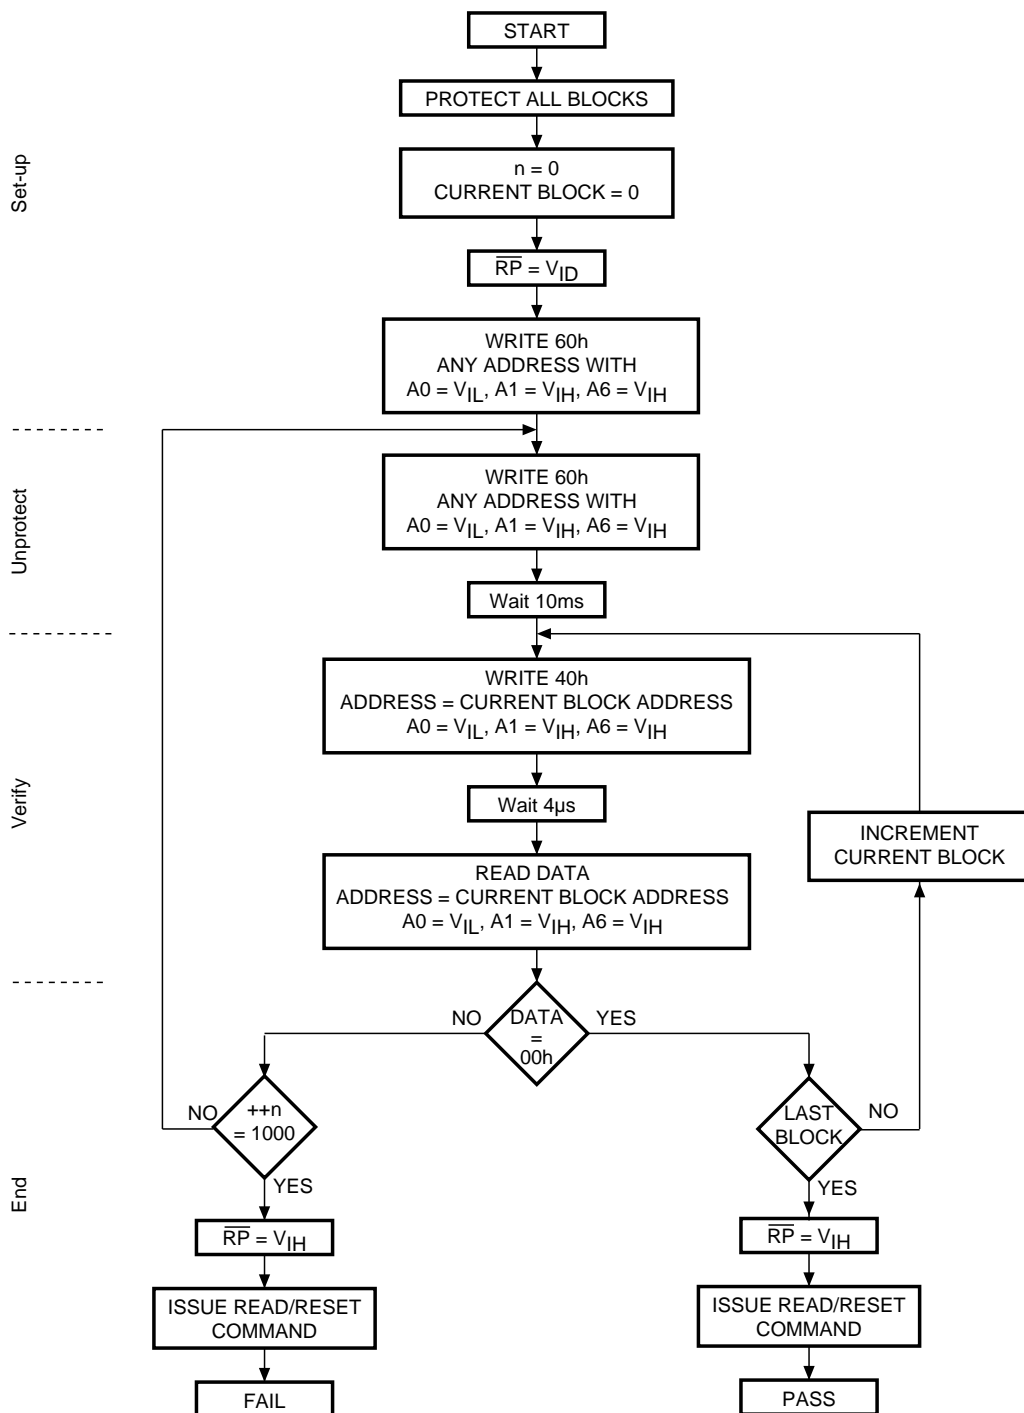 START
PROTECT ALL BLOCKS
Set-up
n = 0
CURRENT BLOCK = 0
RP = VID
WRITE 60h
ANY ADDRESS WITH
A0 = VIL, A1 = VIH, A6 = VIH
Unprotect
WRITE 60h
ANY ADDRESS WITH
A0 = VIL, A1 = VIH, A6 = VIH
Wait 10ms
Verify
WRITE 40h
ADDRESS = CURRENT BLOCK ADDRESS
A0 = VIL, A1 = VIH, A6 = VIH
Wait 4µs
INCREMENT
CURRENT BLOCK
READ DATA
ADDRESS = CURRENT BLOCK ADDRESS
A0 = VIL, A1 = VIH, A6 = VIH
End
NO
DATA
=
00h
YES
NO
++n
= 1000
YES
LAST
BLOCK
NO
YES
RP = VIH
RP = VIH
ISSUE READ/RESET
COMMAND
ISSUE READ/RESET
COMMAND
FAIL
PASS